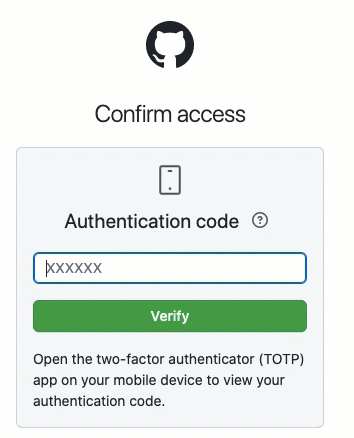 Confirm access
Authentication code
XXXXXX
Verify
Open the two-factor authenticator (TOTP)
app on your mobile device to view your
authentication code.